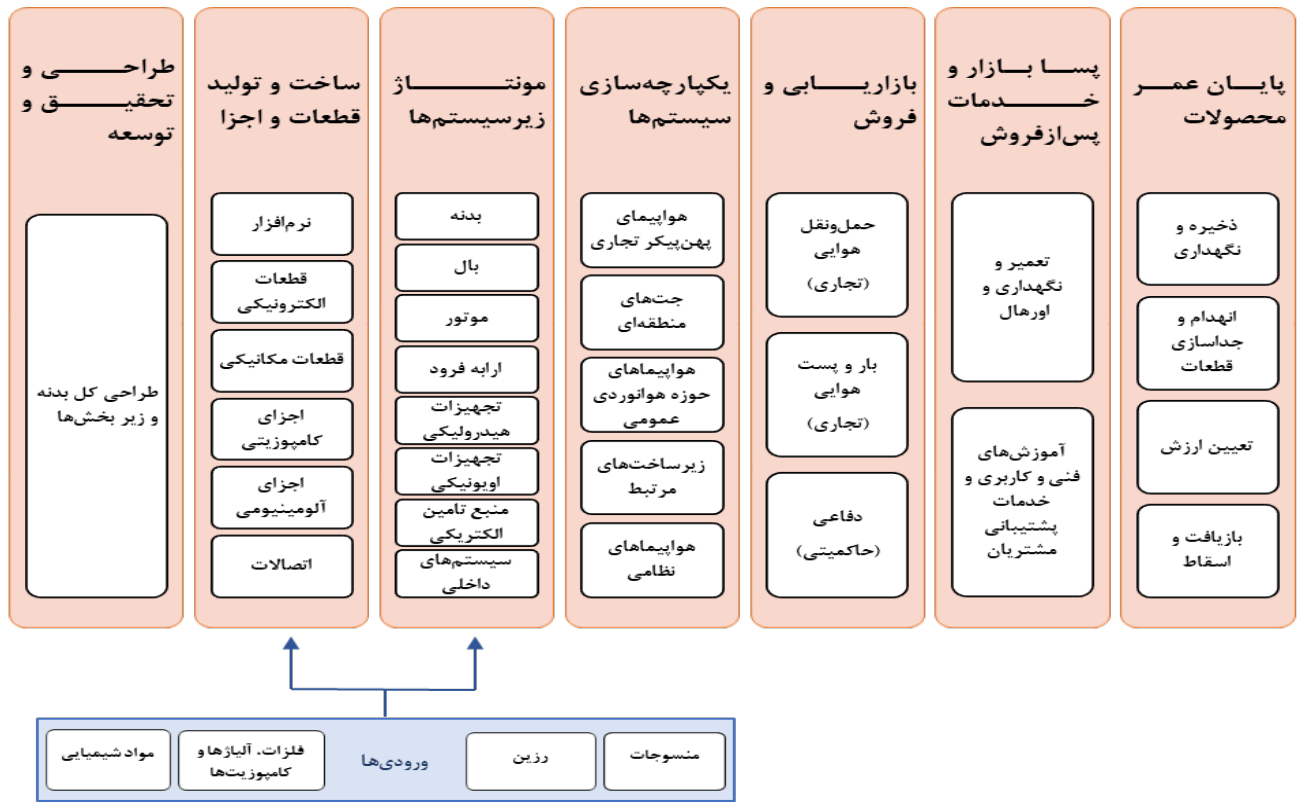 طراحی و
تحقیق و
توسعه
طراحی کل بدنه
و زیر بخش‌ها
ساخت و تولید
قطعات و اجزا
نرم‌افزار
قطعات
الکترونیکی
قطعات مکانیکی
اجزای
کامپوزیتی
اجزای
آلومینیومی
اتصالات
مونتاژ
زیرسیستم‌ها
بدنه
بال
موتور
ارابه فرود
تجهیزات
هیدرولیکی
تجهیزات
اویونیکی
منبع تامین
الکتریکی
سیستم‌های
داخلی
یکپارچه‌سازی
سیستم‌ها
هواپیمای
پهن‌پیکر تجاری
جت‌های
منطقه‌ای
هواپیماهای
حوزه هوانوردی
عمومی
زیرساخت‌های
مرتبط
هواپیماهای
نظامی
بازاریابی و
فروش
حمل‌ونقل
هوایی
(تجاری)
بار و پست
هوایی
(تجاری)
دفاعی
(حاکمیتی)
پسا بازار و
خدمات
پس‌ازفروش
تعمیر و
نگهداری و
اورهال
آموزش‌های
فنی و کاربری و
خدمات
پشتیبانی
مشتریان
پایان عمر
محصولات
ذخیره و
نگهداری
انهدام و
جداسازی
قطعات
تعیین ارزش
بازیافت و
اسقاط
مواد شیمیایی
فلزات، آلیاژها و
کامپوزیت‌ها
ورودی‌ها
رزین
منسوجات